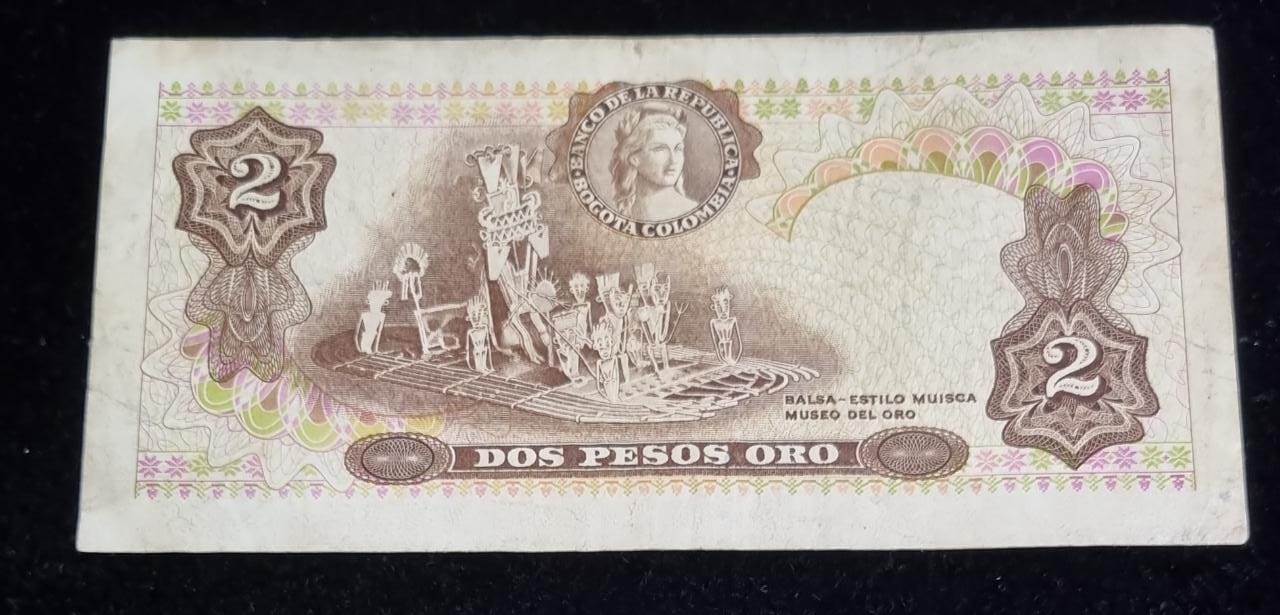 BANCO DE LA REPUBLICA
BOGOTA COLOMBIA
2
2
BALSA-ESTILO MUISCA
MUSEO DEL ORO
DOS PESOS ORO